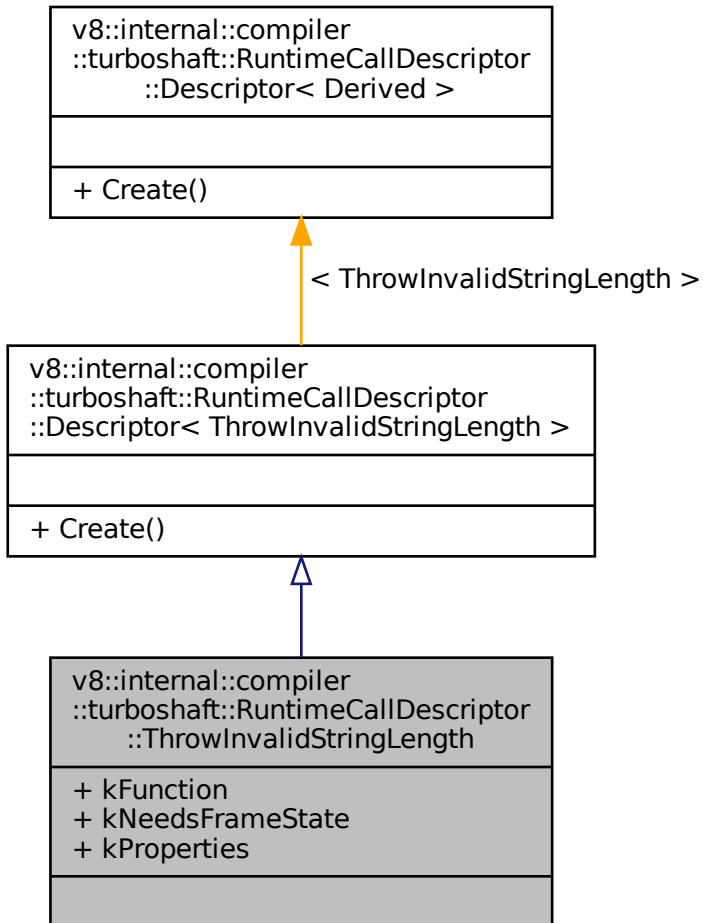 v8::internal::compiler
::turboshaft::RuntimeCallDescriptor
::Descriptor< Derived >
+ Create()
< ThrowInvalidStringLength >
v8::internal::compiler
::turboshaft::RuntimeCallDescriptor
::Descriptor< ThrowInvalidStringLength >
+ Create()
v8::internal::compiler
::turboshaft::RuntimeCallDescriptor
::ThrowInvalidStringLength
+ kFunction
+ kNeedsFrameState
+ kProperties